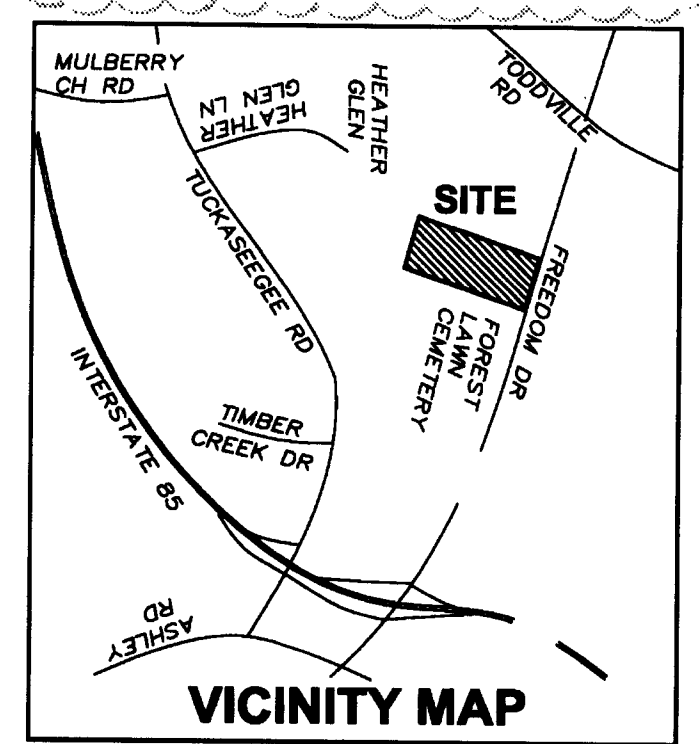 MULBERRY
CH RD
HEATHER
GLEN LN
HEATHER
GLEN
TODDVILLE
RD
TUCKASEEGEE RD
SITE
FREEDOM DR
FOREST
LAWN
CEMETERY
INTERSTATE 85
TIMBER
CREEK DR
ASHLEY
RD
VICINITY MAP